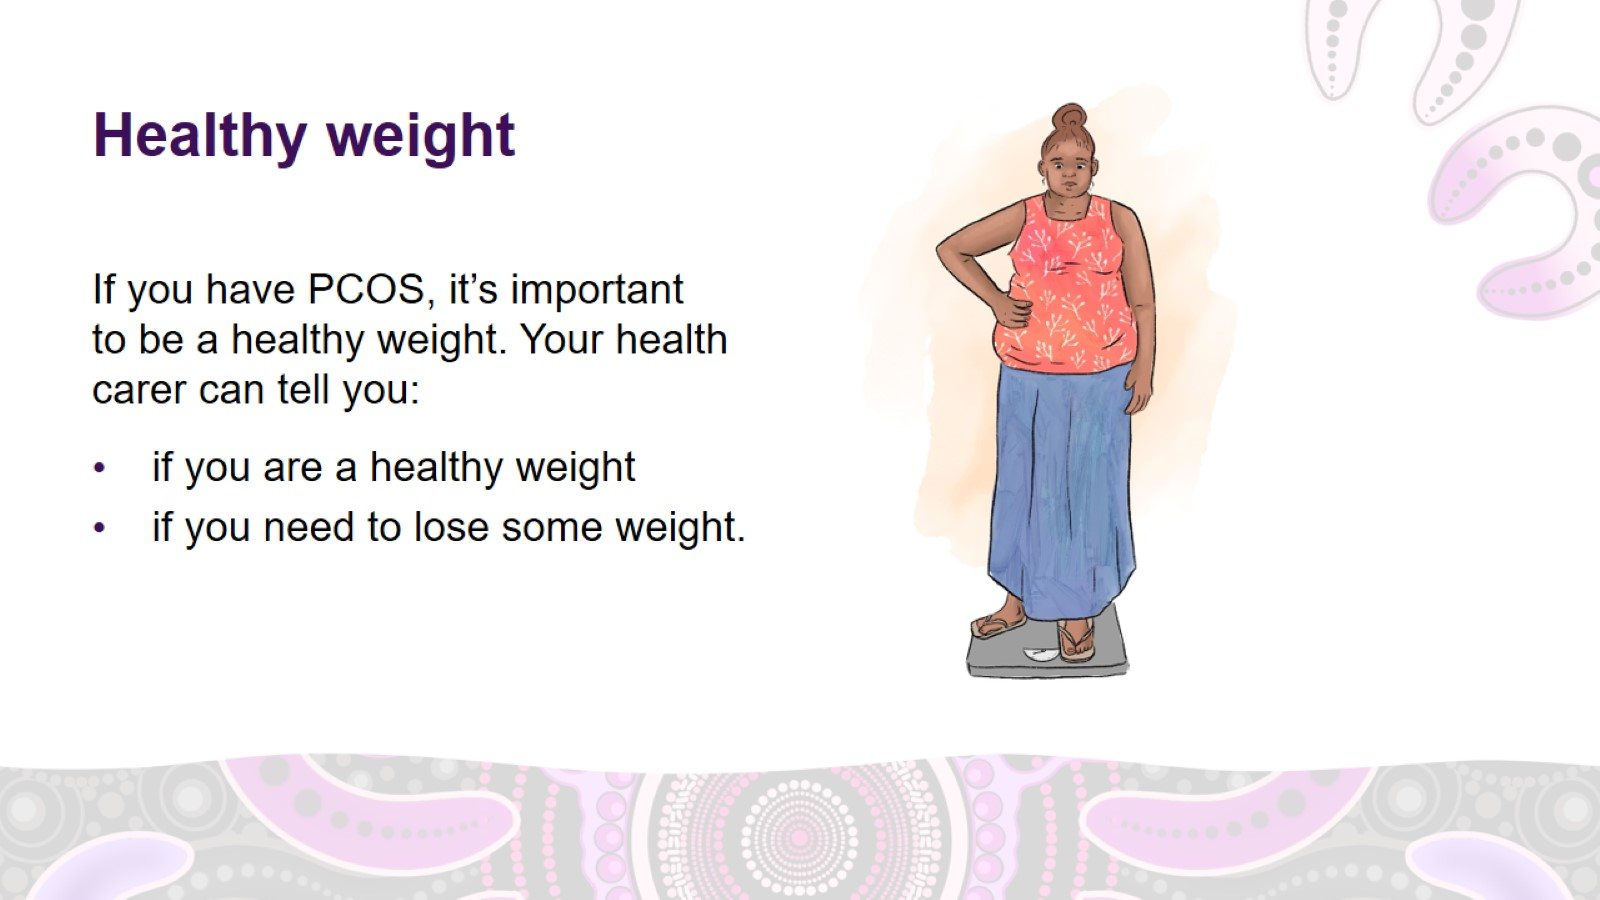 Healthy weight
If you have PCOS, it’s important
to be a healthy weight. Your health
carer can tell you:
• if you are a healthy weight
• if you need to lose some weight.